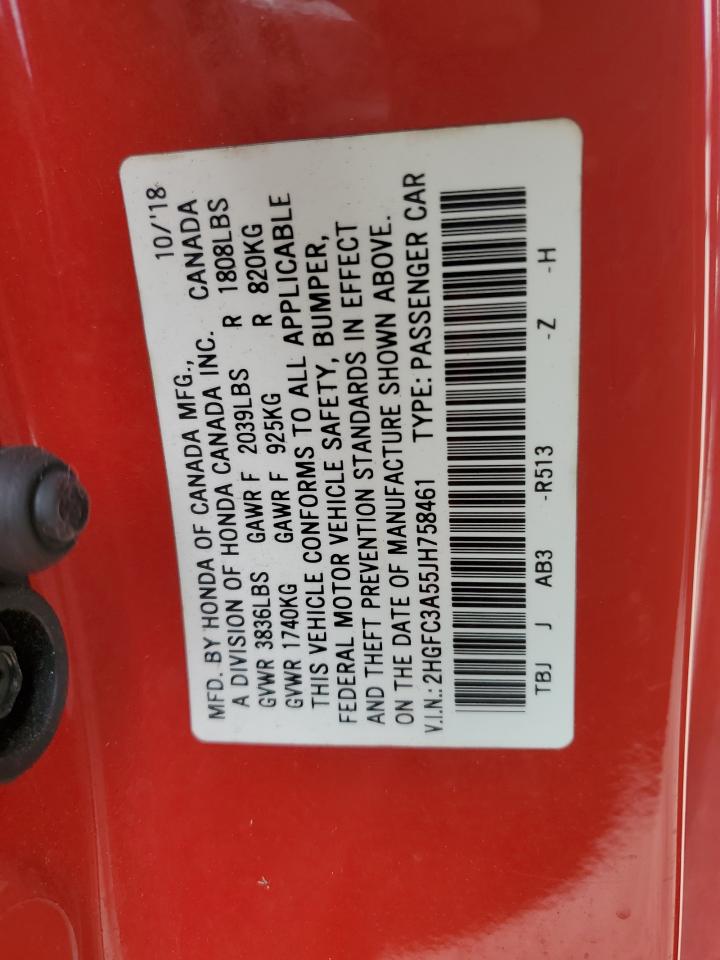 MFD. BY HONDA OF CANADA MFG., 10/'18
A DIVISION OF HONDA CANADA INC. CANADA
GVWR 3836LBS GAWR F 2039LBS R 1808LBS
GVWR 1740KG GAWR F 925KG R 820KG
THIS VEHICLE CONFORMS TO ALL APPLICABLE
FEDERAL MOTOR VEHICLE SAFETY, BUMPER,
AND THEFT PREVENTION STANDARDS IN EFFECT
ON THE DATE OF MANUFACTURE SHOWN ABOVE.
V.I.N.: 2HGFC3A55JH758461 TYPE: PASSENGER CAR
TBJ J AB3 -R513 -Z -H